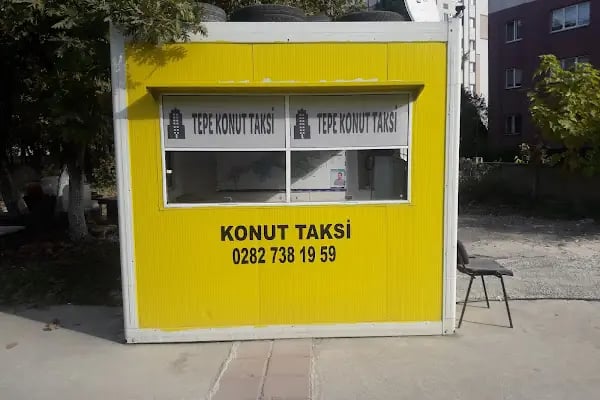 TEPE KONUT TAKSİ
TEPE KONUT TAKSİ
KONUT TAKSİ
0282 738 19 59